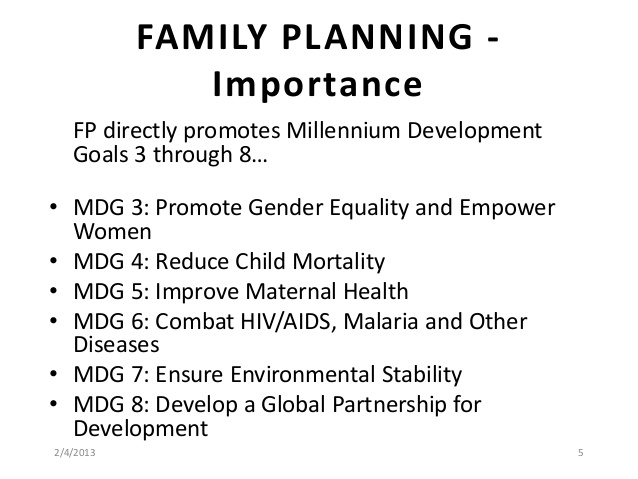 FAMILY PLANNING -
Importance
FP directly promotes Millennium Development
Goals 3 through 8…
• MDG 3: Promote Gender Equality and Empower
Women
• MDG 4: Reduce Child Mortality
• MDG 5: Improve Maternal Health
• MDG 6: Combat HIV/AIDS, Malaria and Other
Diseases
• MDG 7: Ensure Environmental Stability
• MDG 8: Develop a Global Partnership for
Development
2/4/2013 5